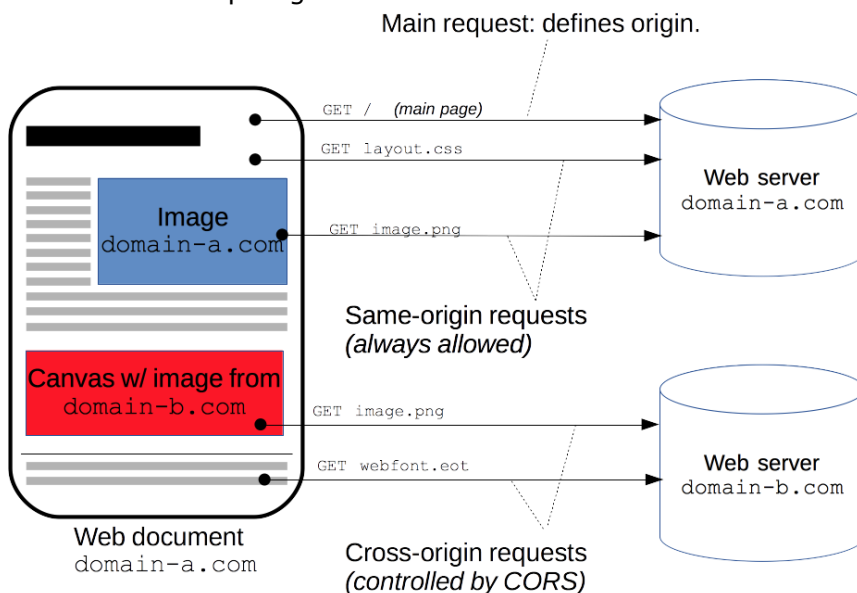 Main request: defines origin.
GET / (main page)
GET layout.css
Image
domain-a.com
GET image.png
Web server
domain-a.com
Same-origin requests
(always allowed)
Canvas w/ image from
domain-b.com
GET image.png
GET webfont.eot
Web server
domain-b.com
Web document
domain-a.com
Cross-origin requests
(controlled by CORS)